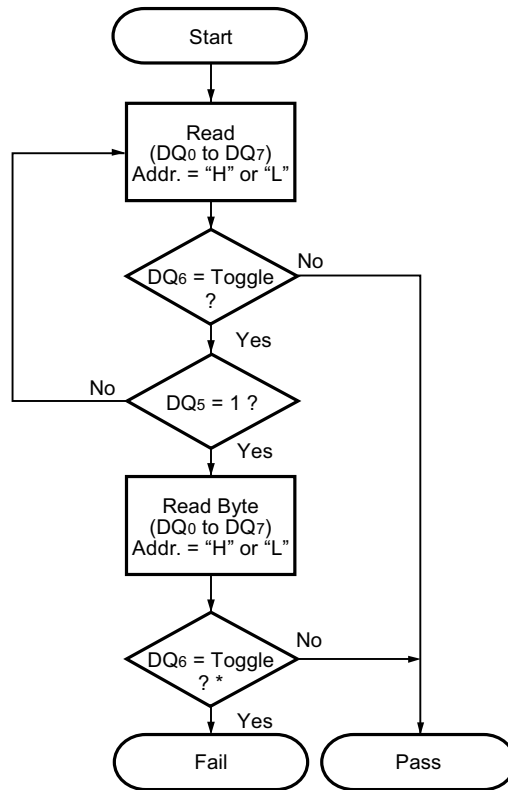 Start
Read
(DQ0 to DQ7)
Addr. = “H” or “L”
DQ6 = Toggle
?
No
Yes
No
DQ5 = 1 ?
Yes
Read Byte
(DQ0 to DQ7)
Addr. = “H” or “L”
DQ6 = Toggle
? *
No
Yes
Fail
Pass